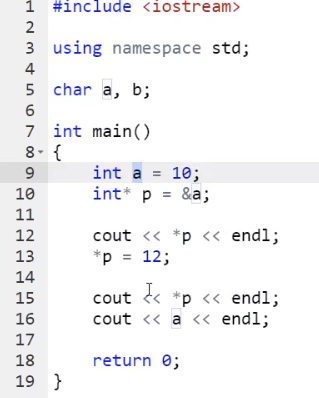 1 #include <iostream>
2
3 using namespace std;
4
5 char a, b;
6
7 int main()
8 {
9 int a = 10;
10 int* p = &a;
11
12 cout << *p << endl;
13 *p = 12;
14
15 cout << *p << endl;
16 cout << a << endl;
17
18 return 0;
19 }